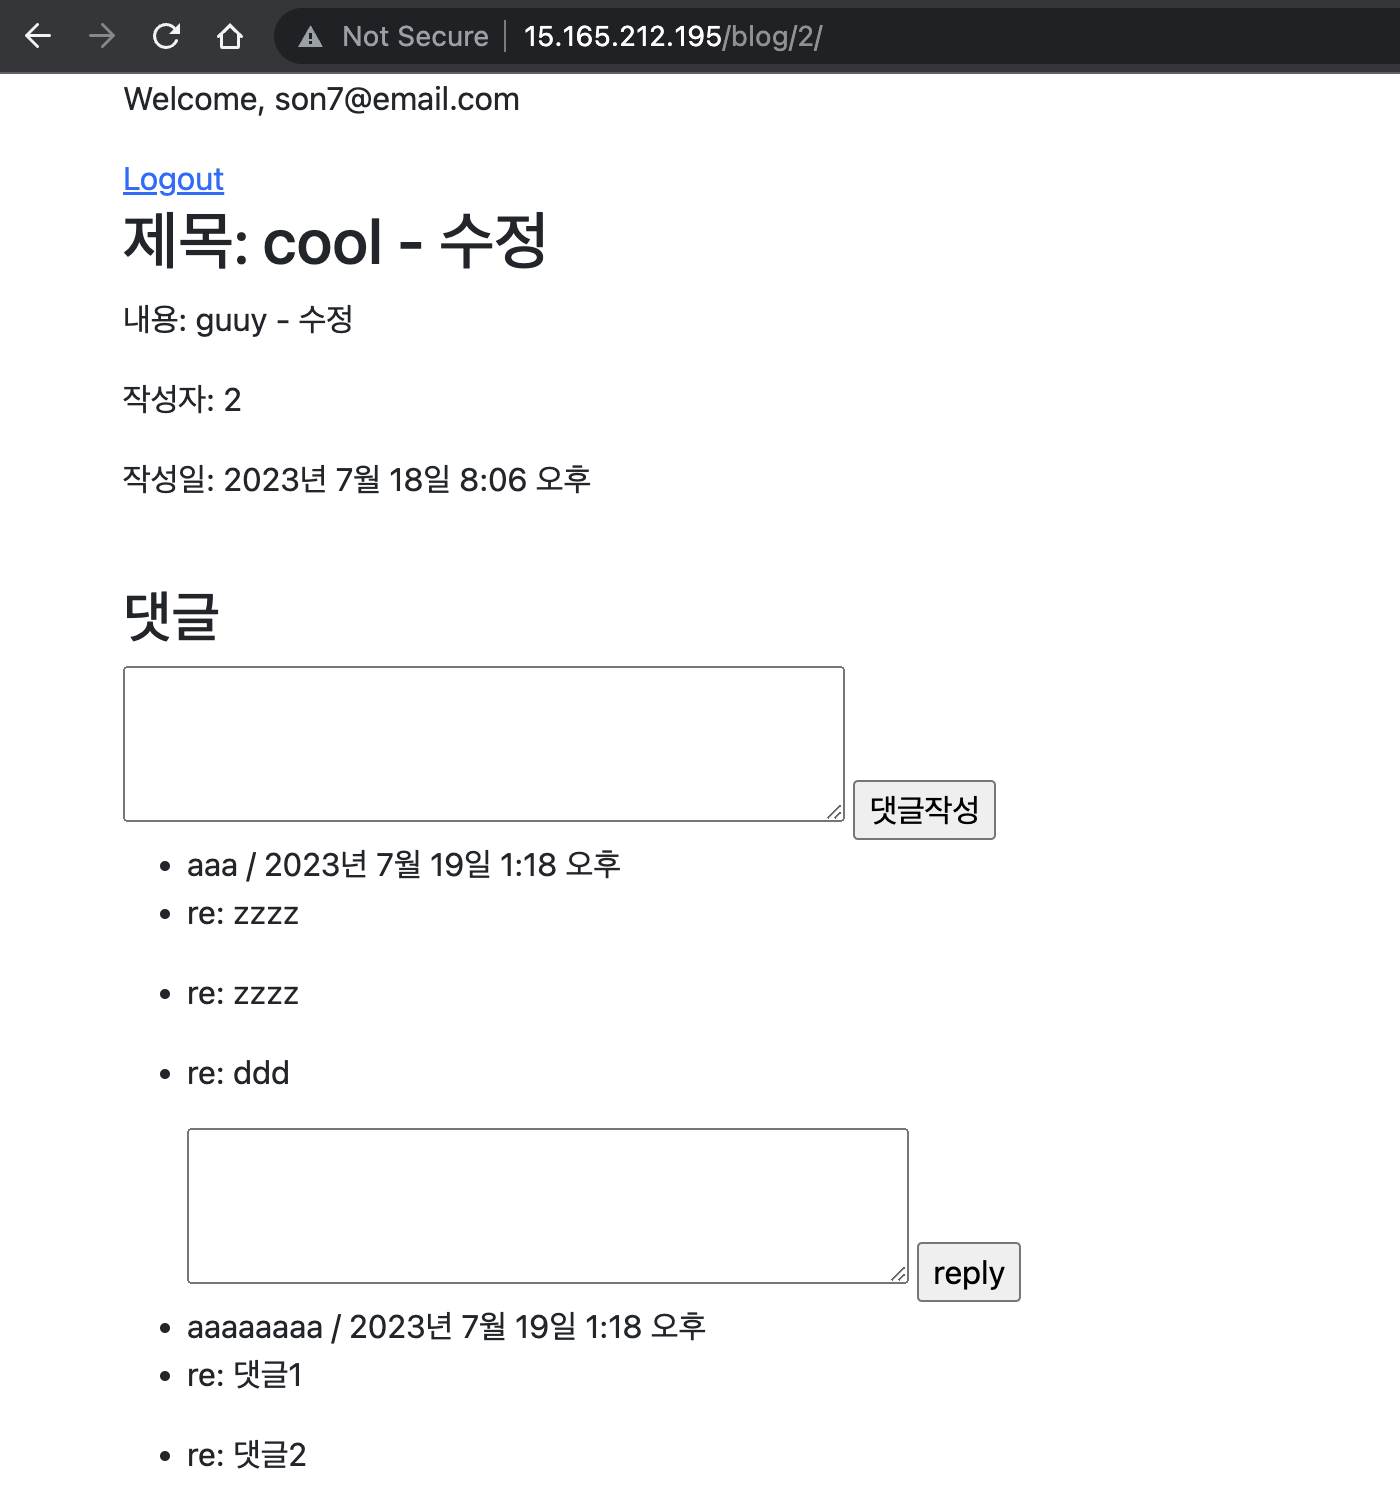 Not Secure | 15.165.212.195/blog/2/
Welcome, son7@email.com
Logout
제목: cool - 수정
내용: guuy - 수정
작성자: 2
작성일: 2023년 7월 18일 8:06 오후
댓글
댓글작성
• aaa / 2023년 7월 19일 1:18 오후
• re: zzzz
• re: zzzz
• re: ddd
reply
• aaaaaaaa / 2023년 7월 19일 1:18 오후
• re: 댓글1
• re: 댓글2